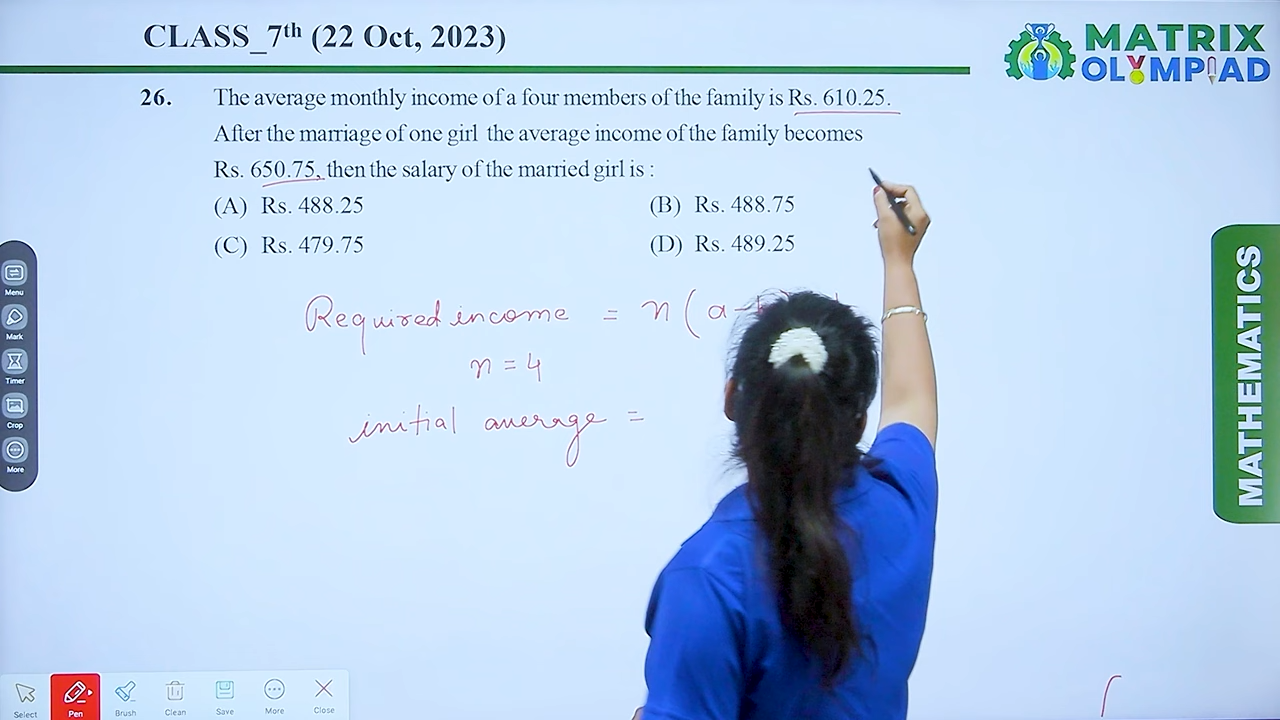 CLASS_7th (22 Oct, 2023)
MATRIX
OLYMPIAD
26. The average monthly income of a four members of the family is Rs. 610.25.
After the marriage of one girl the average income of the family becomes
Rs. 650.75, then the salary of the married girl is :
(A) Rs. 488.25 (B) Rs. 488.75
(C) Rs. 479.75 (D) Rs. 489.25
Required income = n ( a -
n = 4
initial average =
MATHEMATICS
Menu
Mark
Timer
Crop
More
Select Pen Brush Clean Save More Close